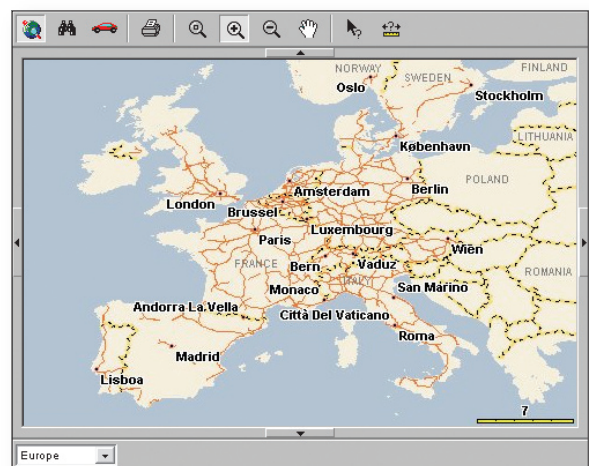 NORWAY
FINLAND
SWEDEN
Oslo
Stockholm
LITHUANIA
København
POLAND
Amsterdam
Berlin
London
Brussel
Luxembourg
Paris
Wien
FRANCE
Bern
Vaduz
ROMANIA
ITALY
Monaco
San Marino
Andorra La Vella
Città Del Vaticano
Roma
Madrid
Lisboa
7
Europe